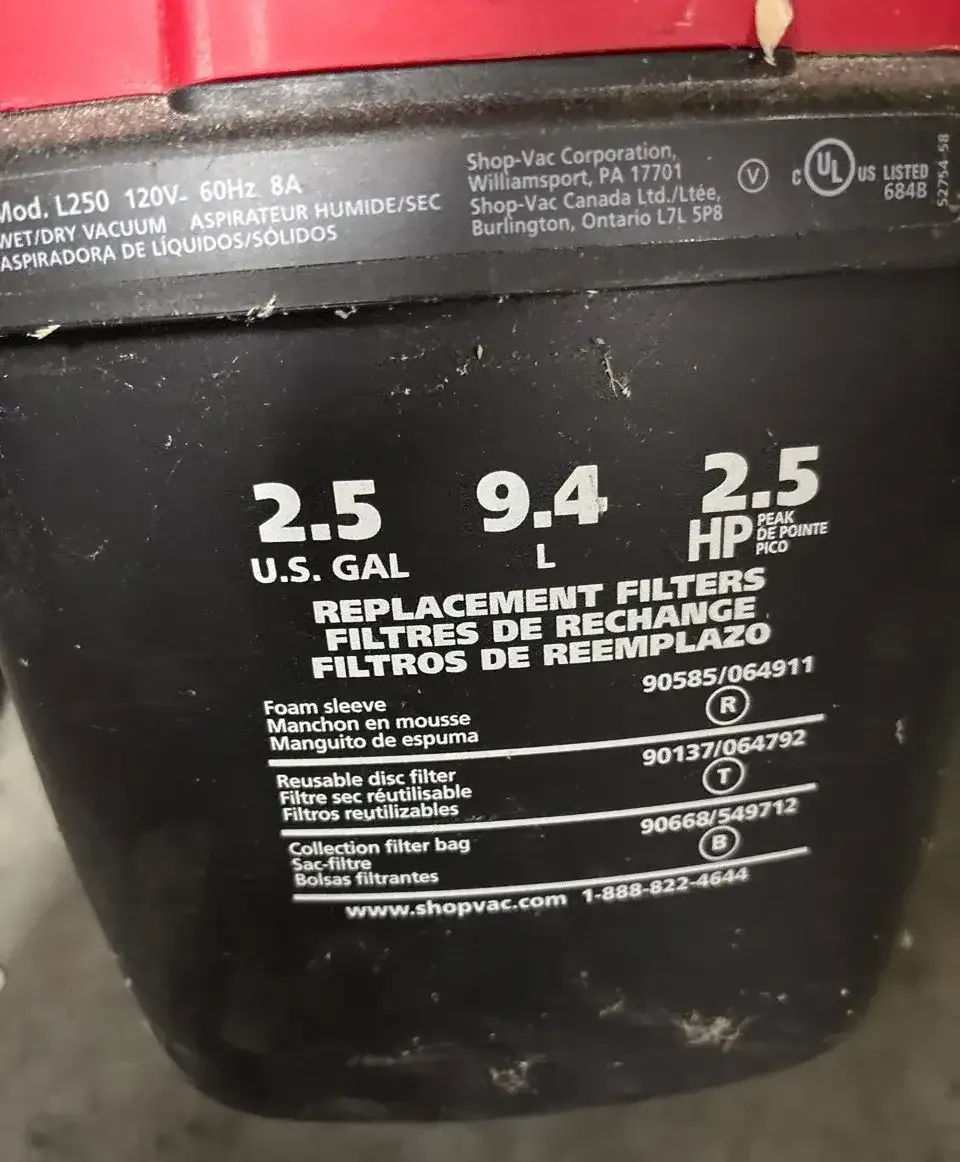 Mod. L250 120V~ 60Hz 8A
WET/DRY VACUUM ASPIRATEUR HUMIDE/SEC
ASPIRADORA DE LÍQUIDOS/SÓLIDOS
Shop-Vac Corporation,
Williamsport, PA 17701
Shop-Vac Canada Ltd./Ltée,
Burlington, Ontario L7L 5P8
V
C UL US LISTED
684B
52754-58
2.5 9.4 2.5
U.S. GAL L HP PEAK
DE POINTE
PICO
REPLACEMENT FILTERS
FILTRES DE RECHANGE
FILTROS DE REEMPLAZO
Foam sleeve 90585/064911
Manchon en mousse R
Manguito de espuma
Reusable disc filter 90137/064792
Filtre sec réutilisable T
Filtros reutilizables
Collection filter bag 90668/549712
Sac-filtre B
Bolsas filtrantes
www.shopvac.com 1-888-822-4644